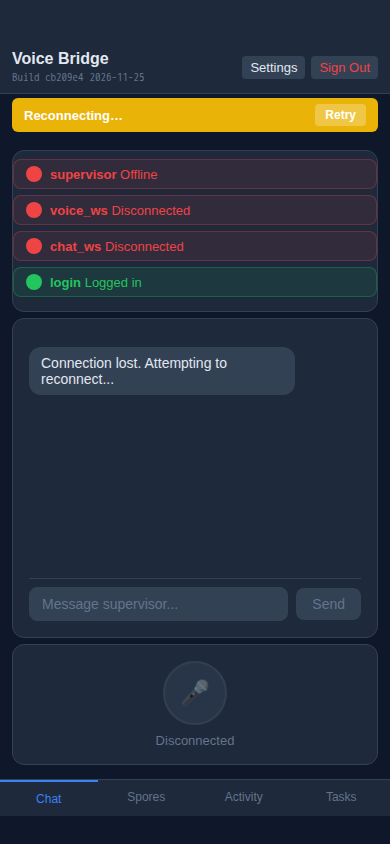 Voice Bridge
Build cb209e4 2026-11-25
Settings
Sign Out
Reconnecting…
Retry
supervisor Offline
voice_ws Disconnected
chat_ws Disconnected
login Logged in
Connection lost. Attempting to
reconnect...
Message supervisor...
Send
Disconnected
Chat
Spores
Activity
Tasks